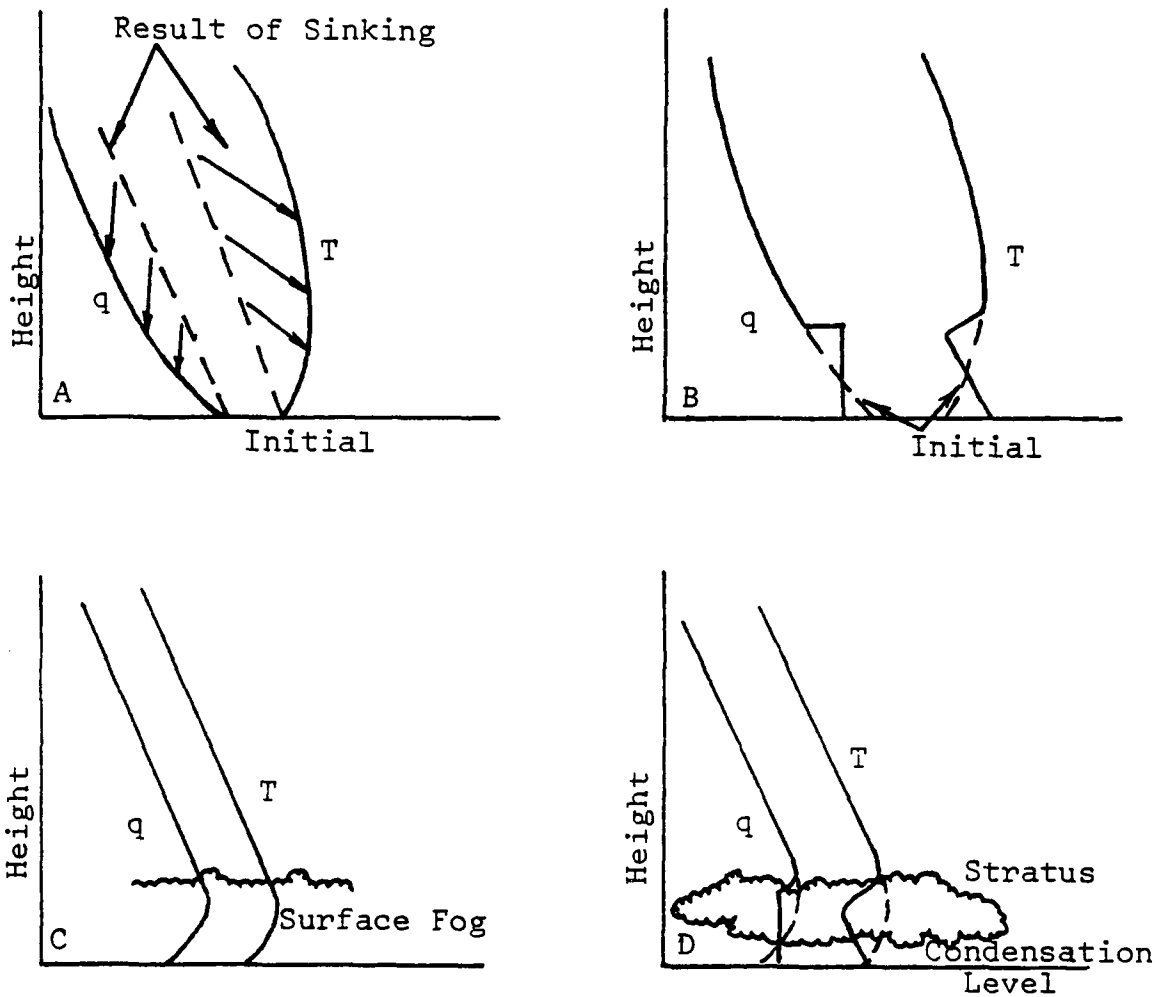 Result of Sinking
Height
q
T
A
Initial
Height
q
T
B
Initial
Height
q
T
Surface Fog
C
Height
q
T
Stratus
D
Condensation
Level